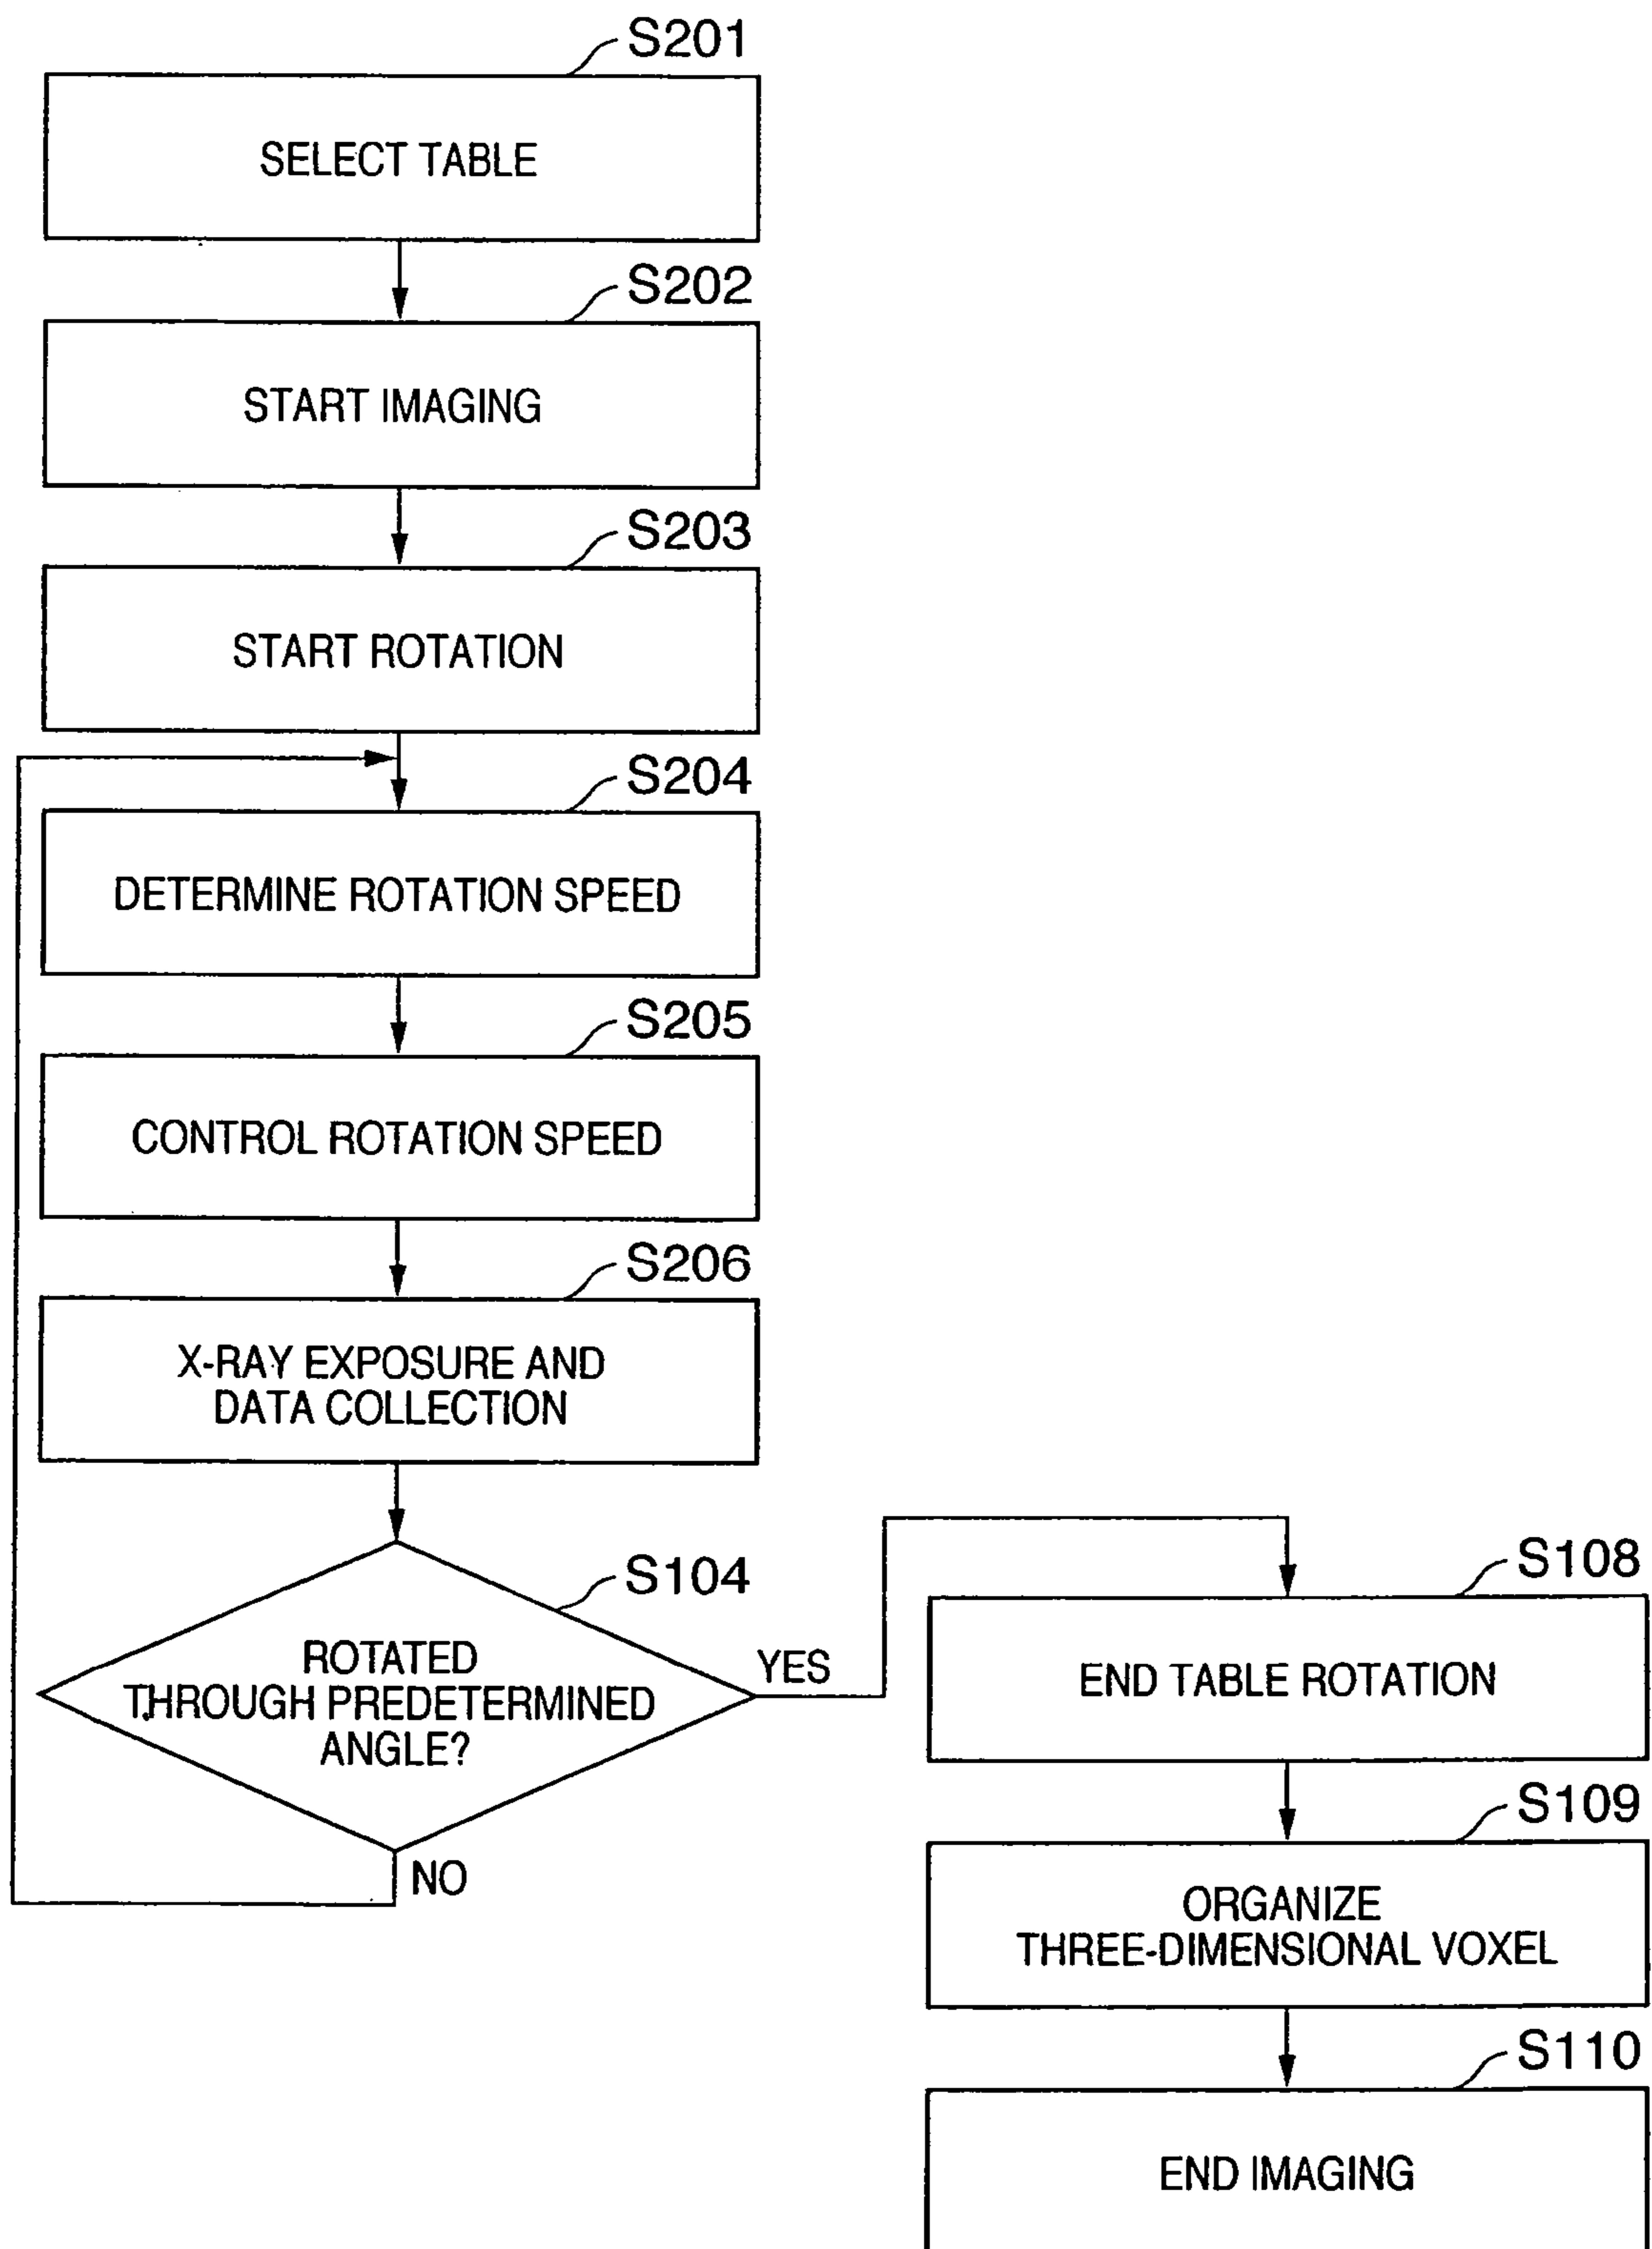 S201
SELECT TABLE
S202
START IMAGING
S203
START ROTATION
S204
DETERMINE ROTATION SPEED
S205
CONTROL ROTATION SPEED
S206
X-RAY EXPOSURE AND
DATA COLLECTION
S104
ROTATED
THROUGH PREDETERMINED
ANGLE?
YES
NO
S108
END TABLE ROTATION
S109
ORGANIZE
THREE-DIMENSIONAL VOXEL
S110
END IMAGING